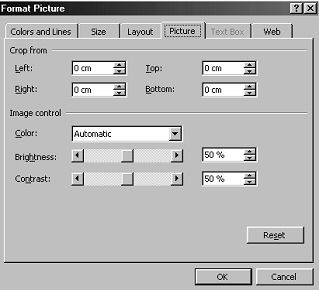 Format Picture
Colors and Lines Size Layout Picture Text Box Web
Crop from
Left: 0 cm Top: 0 cm
Right: 0 cm Bottom: 0 cm
Image control
Color: Automatic
Brightness: 50 %
Contrast: 50 %
Reset
OK Cancel